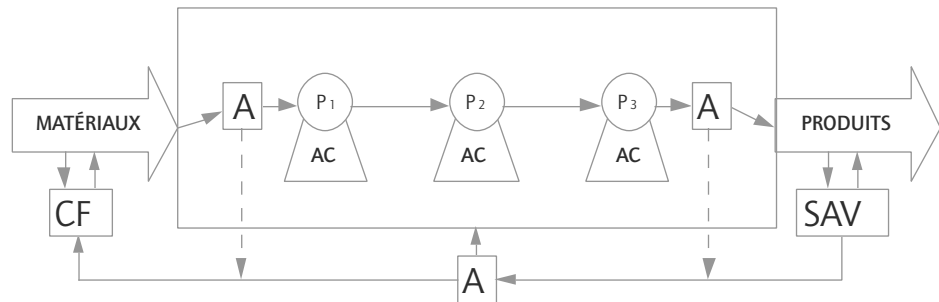 MATÉRIAUX
A
P1
P2
P3
A
PRODUITS
AC
AC
AC
CF
SAV
A